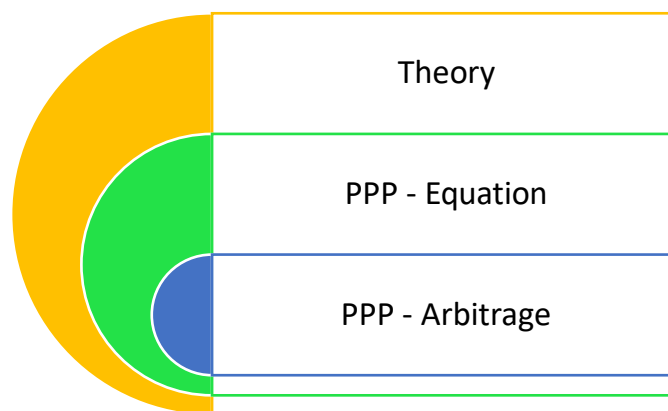 Theory
PPP - Equation
PPP - Arbitrage